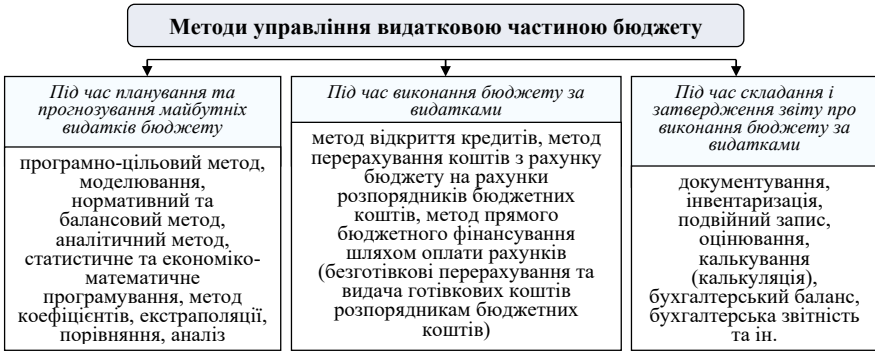 Методи управління видатковою частиною бюджету
Під час планування та
прогнозування майбутніх
видатків бюджету
програмно-цільовий метод,
моделювання,
нормативний та
балансовий метод,
аналітичний метод,
статистичне та економіко-
математичне
програмування, метод
коефіцієнтів, екстраполяції,
порівняння, аналіз
Під час виконання бюджету за
видатками
метод відкриття кредитів, метод
перерахування коштів з рахунку
бюджету на рахунки
розпорядників бюджетних
коштів, метод прямого
бюджетного фінансування
шляхом оплати рахунків
(безготівкові перерахування та
видача готівкових коштів
розпорядникам бюджетних
коштів)
Під час складання і
затвердження звіту про
виконання бюджету за
видатками
документування,
інвентаризація,
подвійний запис,
оцінювання,
калькування
(калькуляція),
бухгалтерський баланс,
бухгалтерська звітність
та ін.